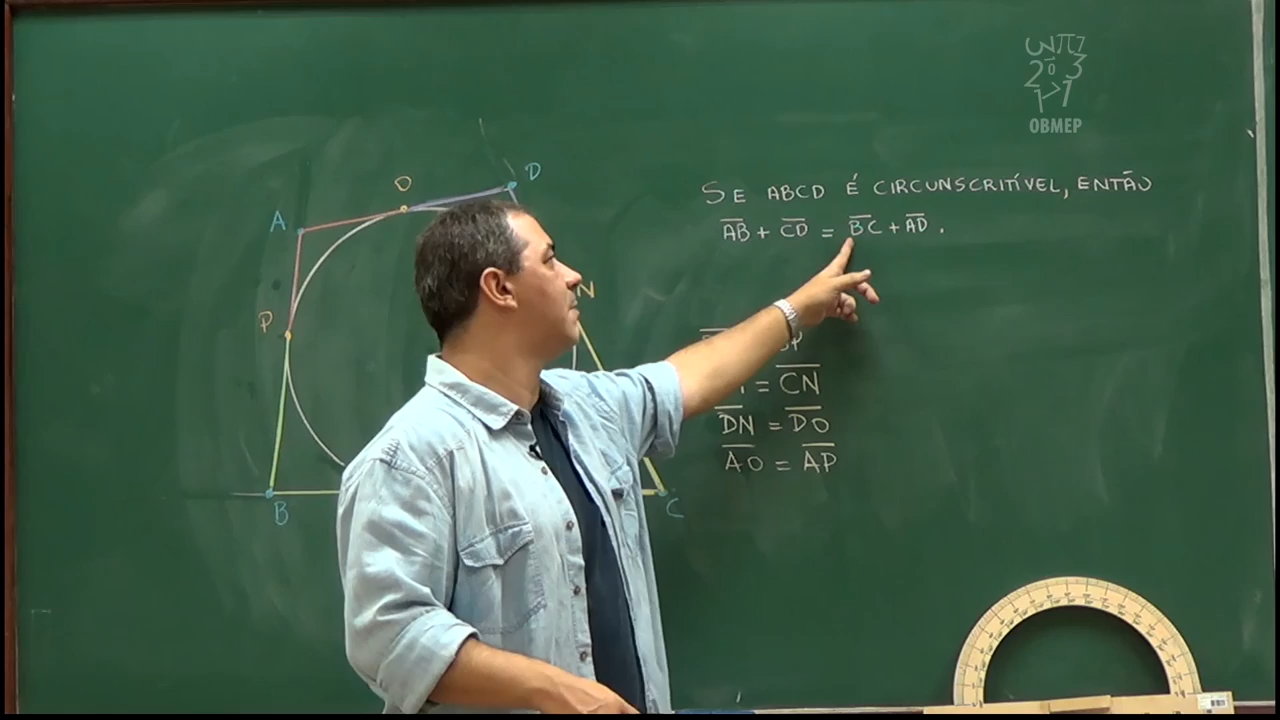 OBMEP
SE ABCD É CIRCUNSCRITÍVEL, ENTÃO
AB + CD = BC + AD.
= CN
DN = DO
AO = AP
O
D
A
N
P
B
C